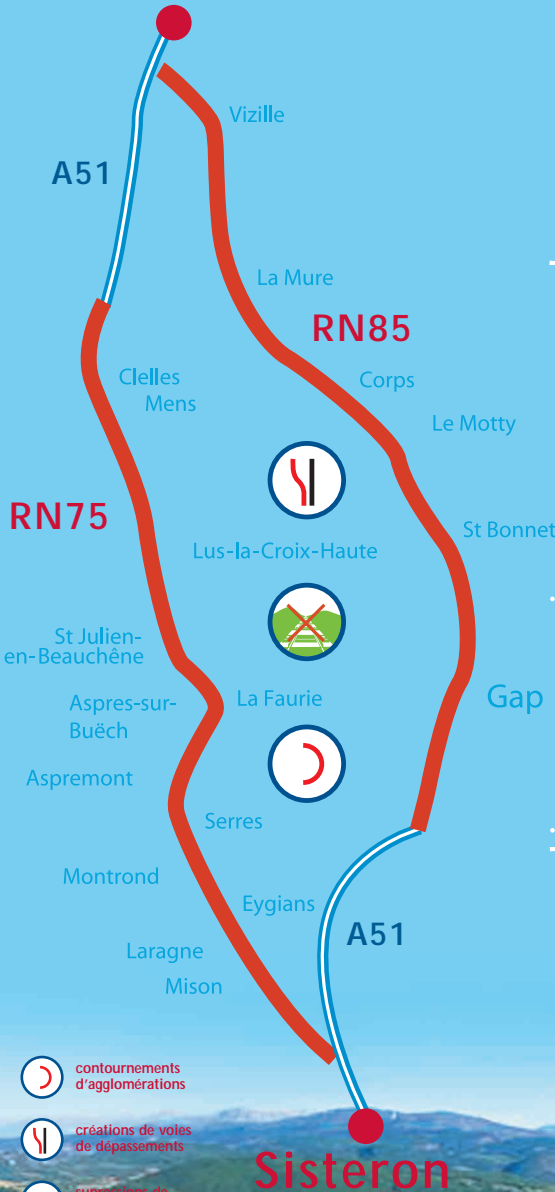 Vizille
A51
La Mure
RN85
Clelles
Mens
Corps
Le Motty
RN75
St Bonnet
Lus-la-Croix-Haute
St Julien-
en-Beauchêne
Aspres-sur-
Buëch
La Faurie
Gap
Aspremont
Serres
Montrond
Eygians
A51
Laragne
Mison
contournements
d'agglomérations
créations de voies
de dépassements
Sisteron